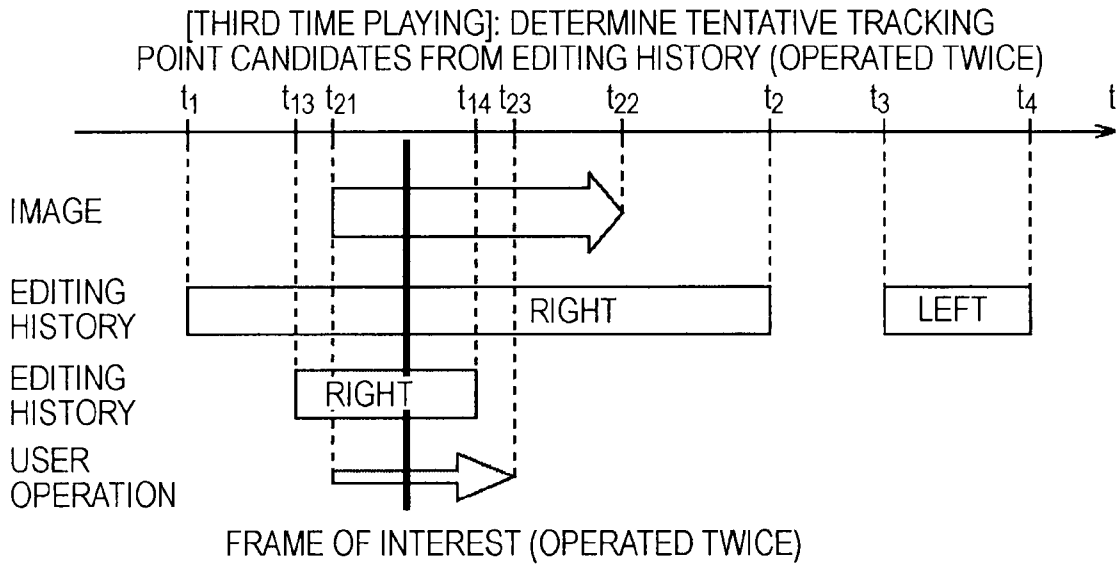 [THIRD TIME PLAYING]: DETERMINE TENTATIVE TRACKING
POINT CANDIDATES FROM EDITING HISTORY (OPERATED TWICE)
t1 t13 t21 t14 t23 t22 t2 t3 t4 t
IMAGE
EDITING
HISTORY
RIGHT LEFT
EDITING
HISTORY
RIGHT
USER
OPERATION
FRAME OF INTEREST (OPERATED TWICE)